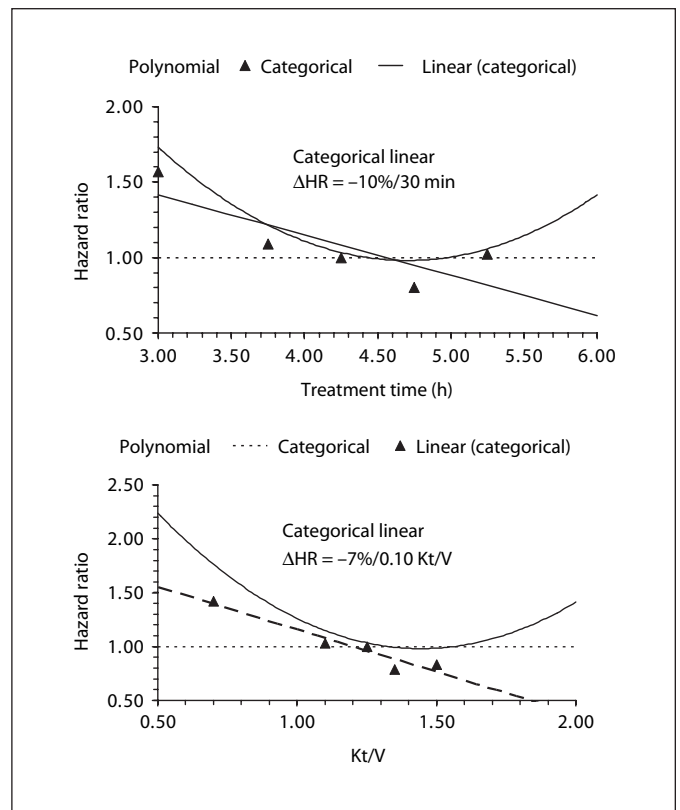 Polynomial Categorical Linear (categorical)
2.00
Categorical linear
ΔHR = –10%/30 min
1.50
1.00
0.50
Hazard ratio
3.00 3.50 4.00 4.50 5.00 5.50 6.00
Treatment time (h)
Polynomial Categorical Linear (categorical)
2.50
Categorical linear
ΔHR = –7%/0.10 Kt/V
2.00
1.50
1.00
0.50
Hazard ratio
0.50 1.00 1.50 2.00
Kt/V